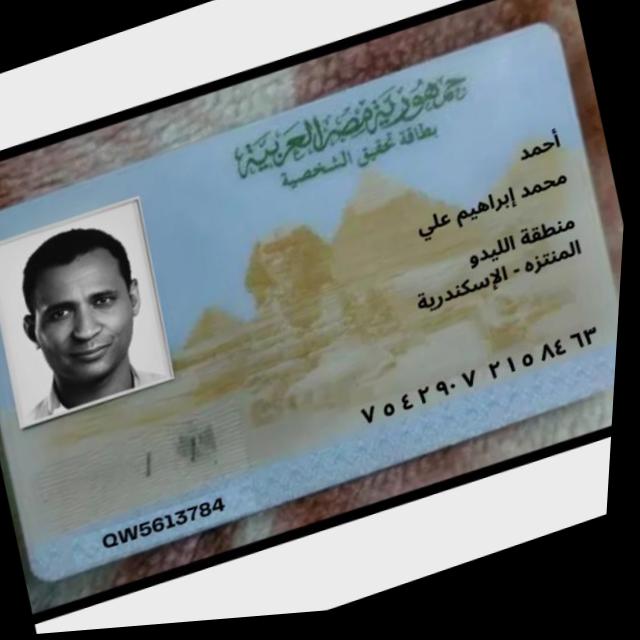 جمهورية مصر العربية
بطاقة تحقيق الشخصية
أحمد
محمد إبراهيم علي
منطقة الليدو
المنتزه - الإسكندرية
٧٥٤٢٩٠٧ ٢١٥٨٤٦٣
QW5613784